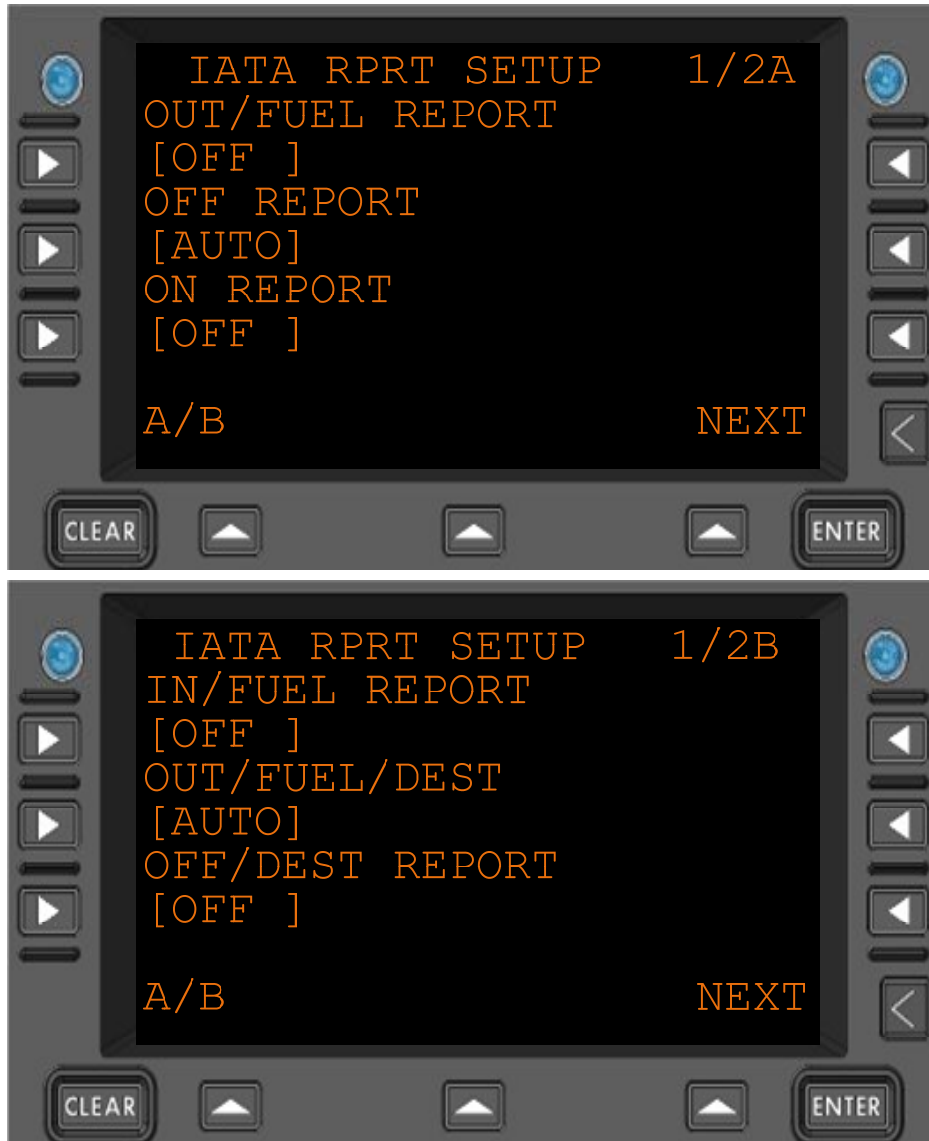 IATA RPRT SETUP 1/2A
OUT/FUEL REPORT
[OFF ]
OFF REPORT
[AUTO]
ON REPORT
[OFF ]
A/B NEXT
CLEAR ENTER
IATA RPRT SETUP 1/2B
IN/FUEL REPORT
[OFF ]
OUT/FUEL/DEST
[AUTO]
OFF/DEST REPORT
[OFF ]
A/B NEXT
CLEAR ENTER